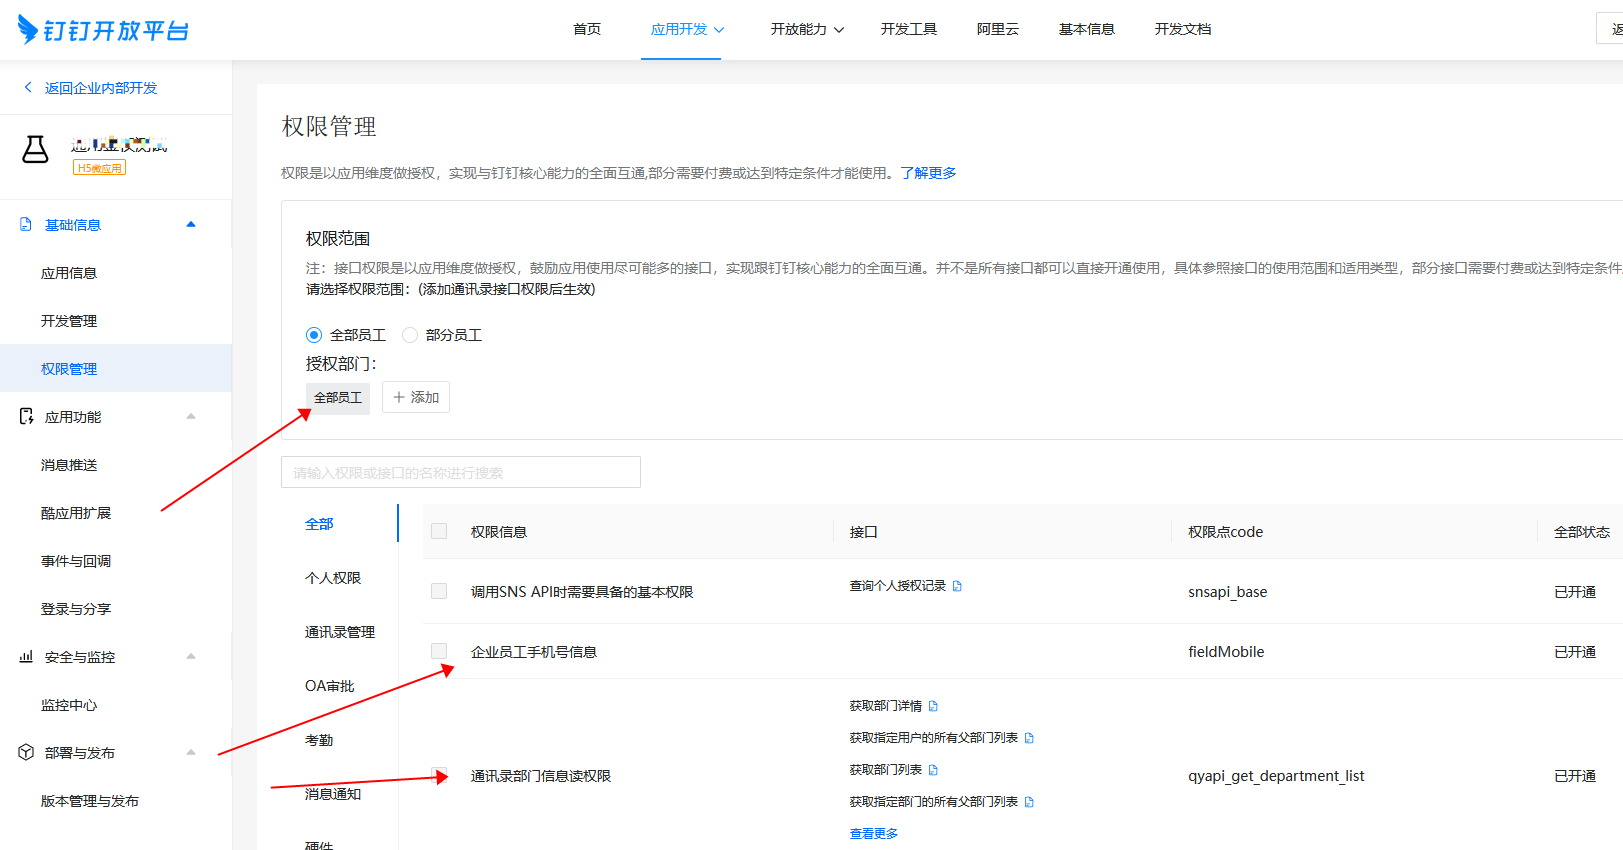 钉钉开放平台
首页 应用开发 开放能力 开发工具 阿里云 基本信息 开发文档 返
返回企业内部开发
H5微应用
基础信息
应用信息
开发管理
权限管理
应用功能
消息推送
酷应用扩展
事件与回调
登录与分享
安全与监控
监控中心
部署与发布
版本管理与发布
权限管理
权限是以应用维度做授权，实现与钉钉核心能力的全面互通,部分需要付费或达到特定条件才能使用。了解更多
权限范围
注：接口权限是以应用维度做授权，鼓励应用使用尽可能多的接口，实现跟钉钉核心能力的全面互通。并不是所有接口都可以直接开通使用，具体参照接口的使用范围和适用类型，部分接口需要付费或达到特定条件
请选择权限范围：(添加通讯录接口权限后生效)
全部员工 部分员工
授权部门：
全部员工 添加
请输入权限或接口的名称进行搜索
全部
个人权限
通讯录管理
OA审批
考勤
消息通知
硬件
权限信息 接口 权限点code 全部状态
调用SNS API时需要具备的基本权限 查询个人授权记录 snsapi_base 已开通
企业员工手机号信息 fieldMobile 已开通
获取部门详情
获取指定用户的所有父部门列表
获取部门列表
通讯录部门信息读权限 qyapi_get_department_list 已开通
获取指定部门的所有父部门列表
查看更多